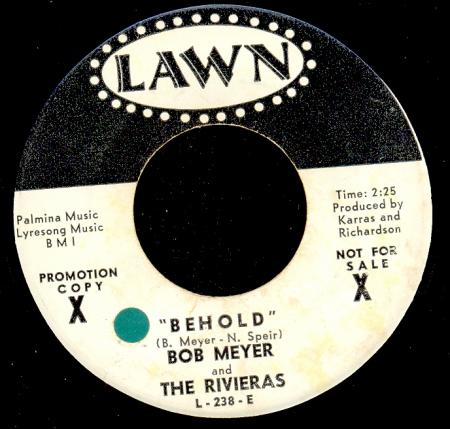 LAWN
Palmina Music
Lyresong Music
B M I
PROMOTION
COPY
X
Time: 2:25
Produced by
Karras and
Richardson
NOT FOR
SALE
X
"BEHOLD"
(B. Meyer - N. Speir)
BOB MEYER
and
THE RIVIERAS
L - 238 - E